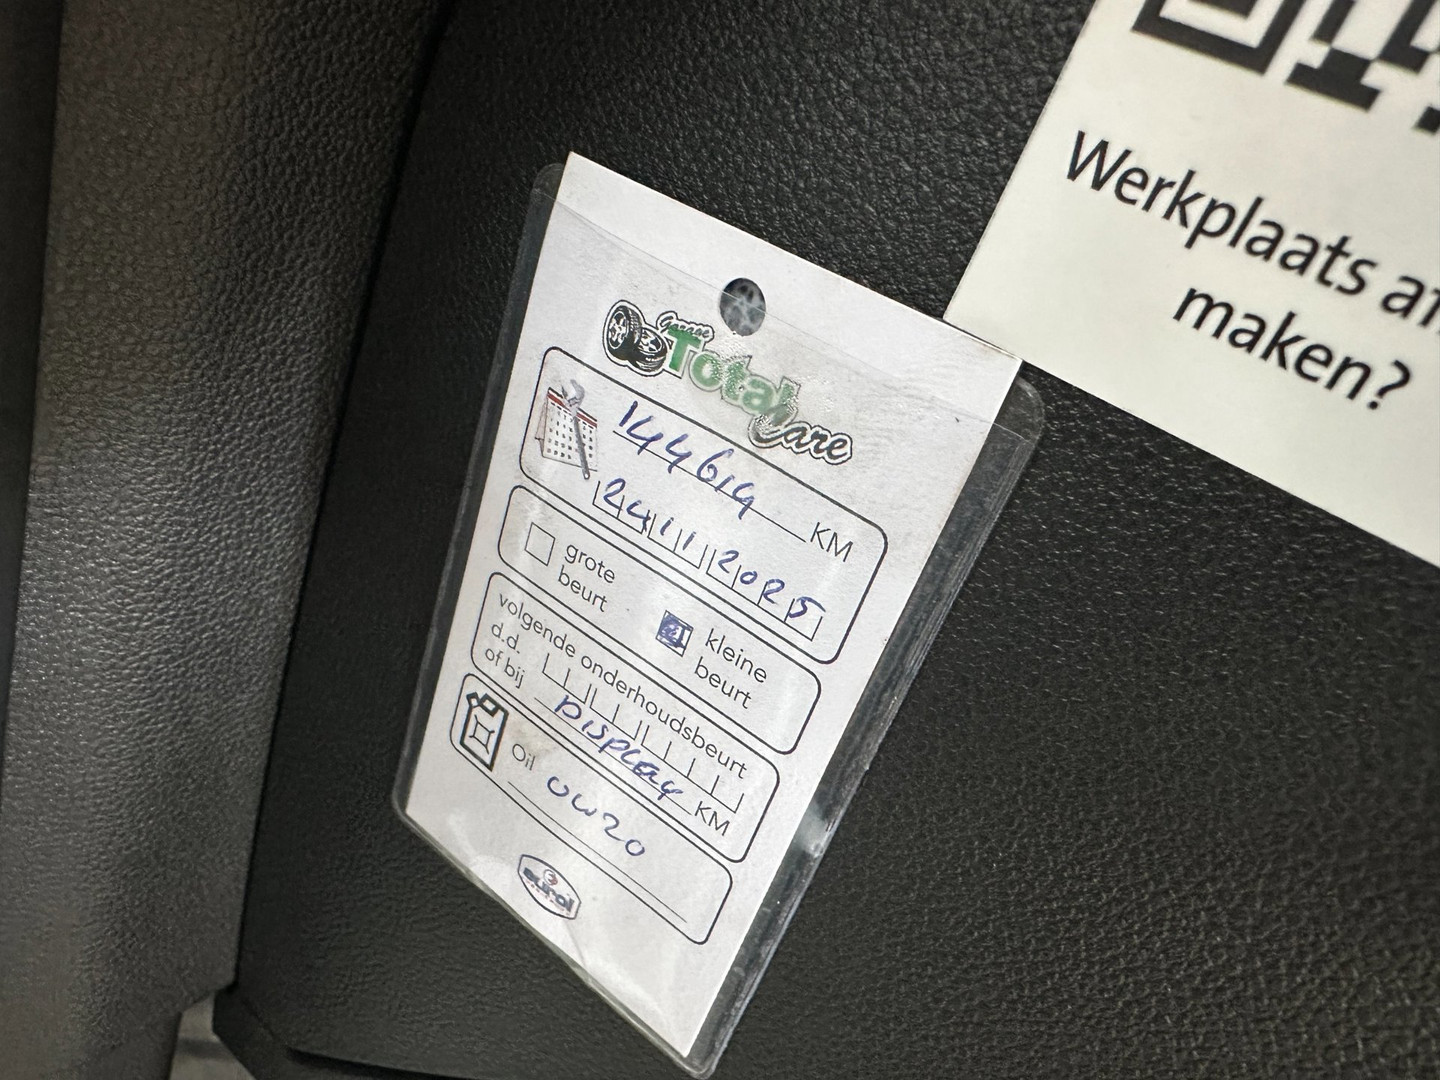 Werkplaats
maken?
Garage
Total
Care
144619 KM
24 11 2025
grote
beurt
kleine
beurt
volgende onderhoudsbeurt
d.d.
of bij DISPLAY KM
Oil 0W20
eurol